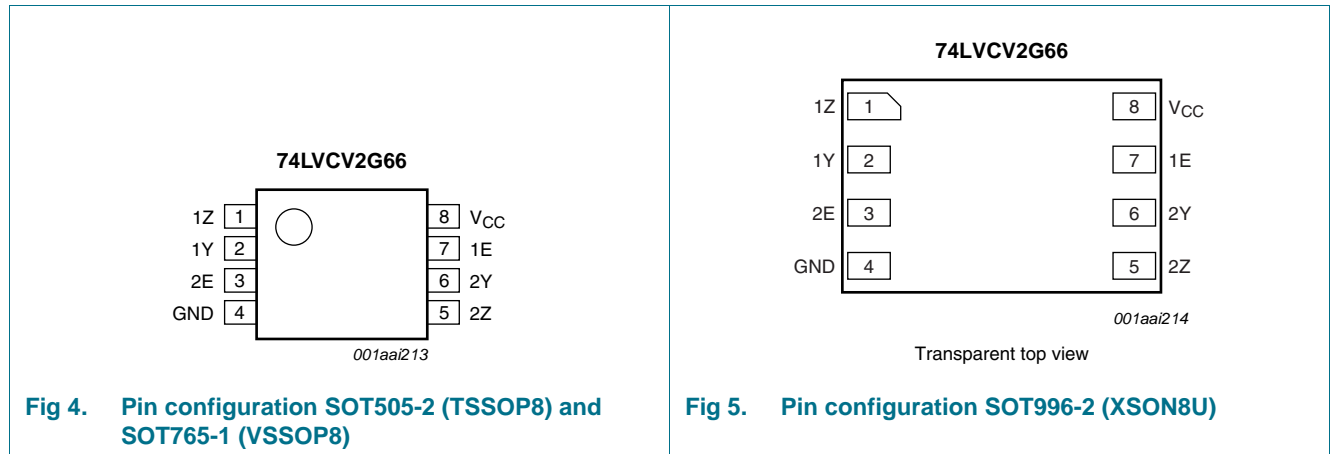 74LVCV2G66
1Z 1 8 VCC
1Y 2 7 1E
2E 3 6 2Y
GND 4 5 2Z
001aai213
Fig 4. Pin configuration SOT505-2 (TSSOP8) and
SOT765-1 (VSSOP8)
74LVCV2G66
1Z 1 8 VCC
1Y 2 7 1E
2E 3 6 2Y
GND 4 5 2Z
001aai214
Transparent top view
Fig 5. Pin configuration SOT996-2 (XSON8U)